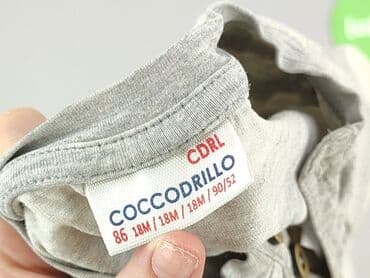 CDRL
COCCODRILLO
86 18M / 18M / 18M / 90/52